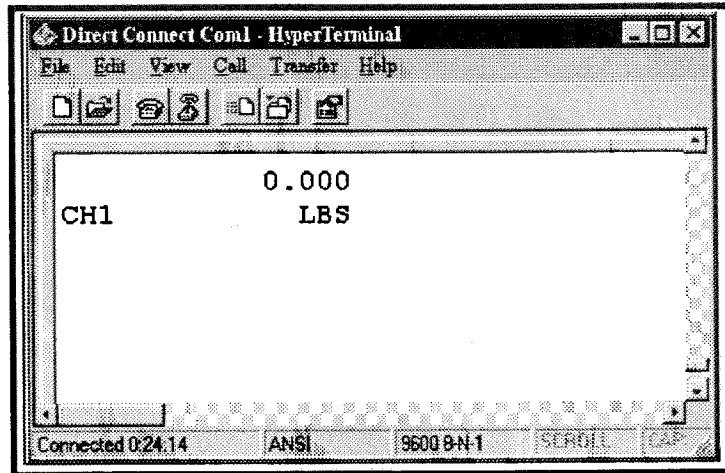 Direct Connect Com1 - HyperTerminal
File Edit View Call Transfer Help
0.000
CH1 LBS
Connected 0:24:14 ANSI 9600 8-N-1 SCROLL CAP